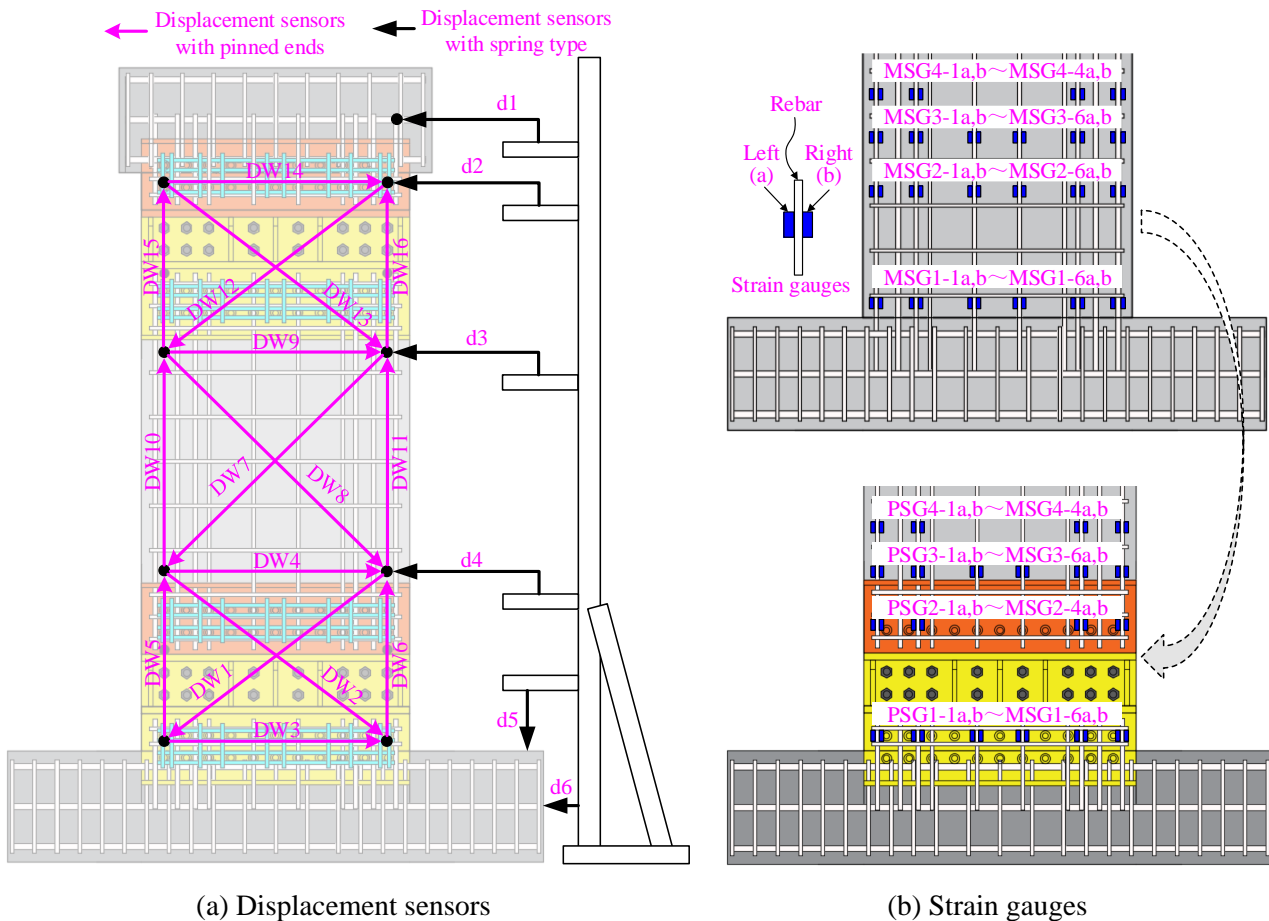 Displacement sensors
with pinned ends
Displacement sensors
with spring type
d1
d2
DW14
DW15
DW16
DW12
DW13
DW9
d3
DW10
DW11
DW7
DW8
DW4
d4
DW5
DW6
DW1
DW2
DW3
d5
d6
(a) Displacement sensors
MSG4-1a,b～MSG4-4a,b
Rebar
MSG3-1a,b～MSG3-6a,b
Left
(a)
Right
(b)
MSG2-1a,b～MSG2-6a,b
Strain gauges
MSG1-1a,b～MSG1-6a,b
PSG4-1a,b～MSG4-4a,b
PSG3-1a,b～MSG3-6a,b
PSG2-1a,b～MSG2-4a,b
PSG1-1a,b～MSG1-6a,b
(b) Strain gauges